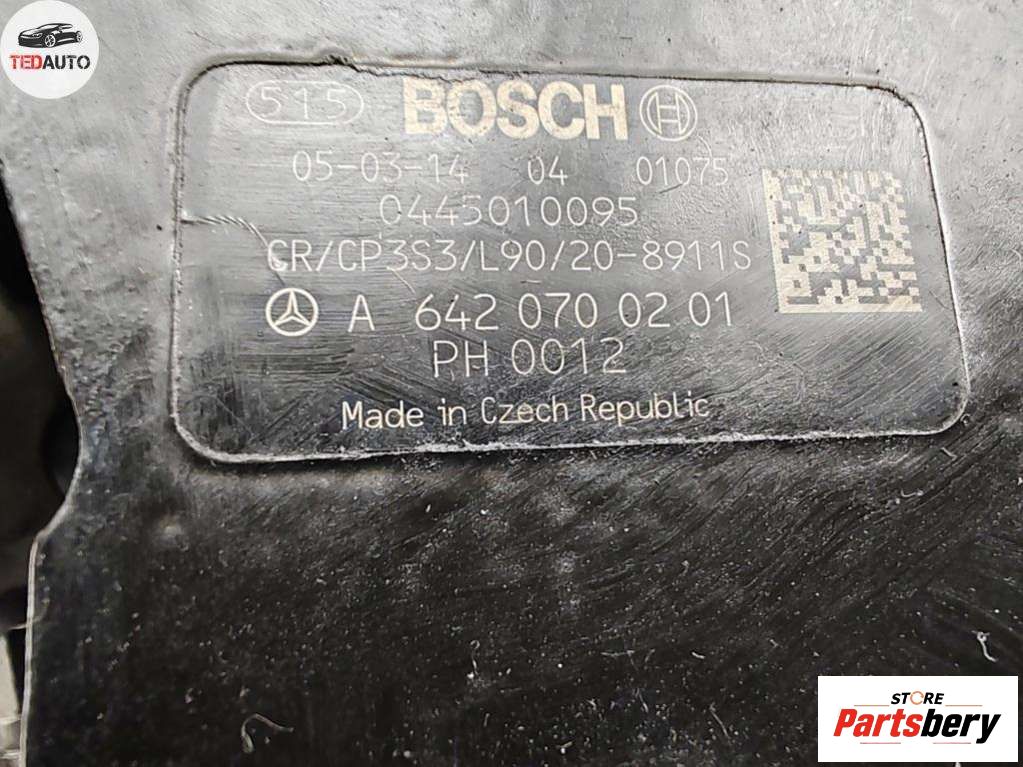 TEDAUTO
515 BOSCH
05-03-14 04 01075
0445010095
CR/CP3S3/L90/20-8911S
A 642 070 02 01
PH 0012
Made in Czech Republic
STORE
Partsbery